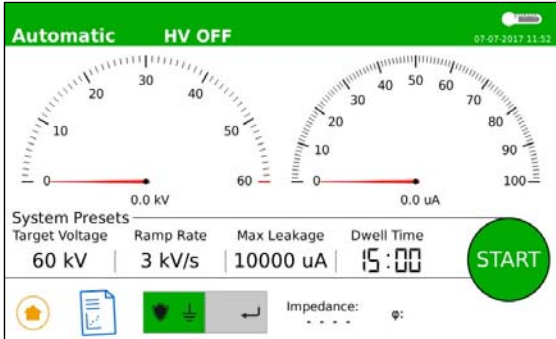 Automatic HV OFF
07-07-2017 11:52
0 10 20 30 40 50 60
0.0 kV
0 10 20 30 40 50 60 70 80 90 100
0.0 uA
System Presets
Target Voltage Ramp Rate Max Leakage Dwell Time
60 kV 3 kV/s 10000 uA 15:00
START
Impedance: φ:
- - - -